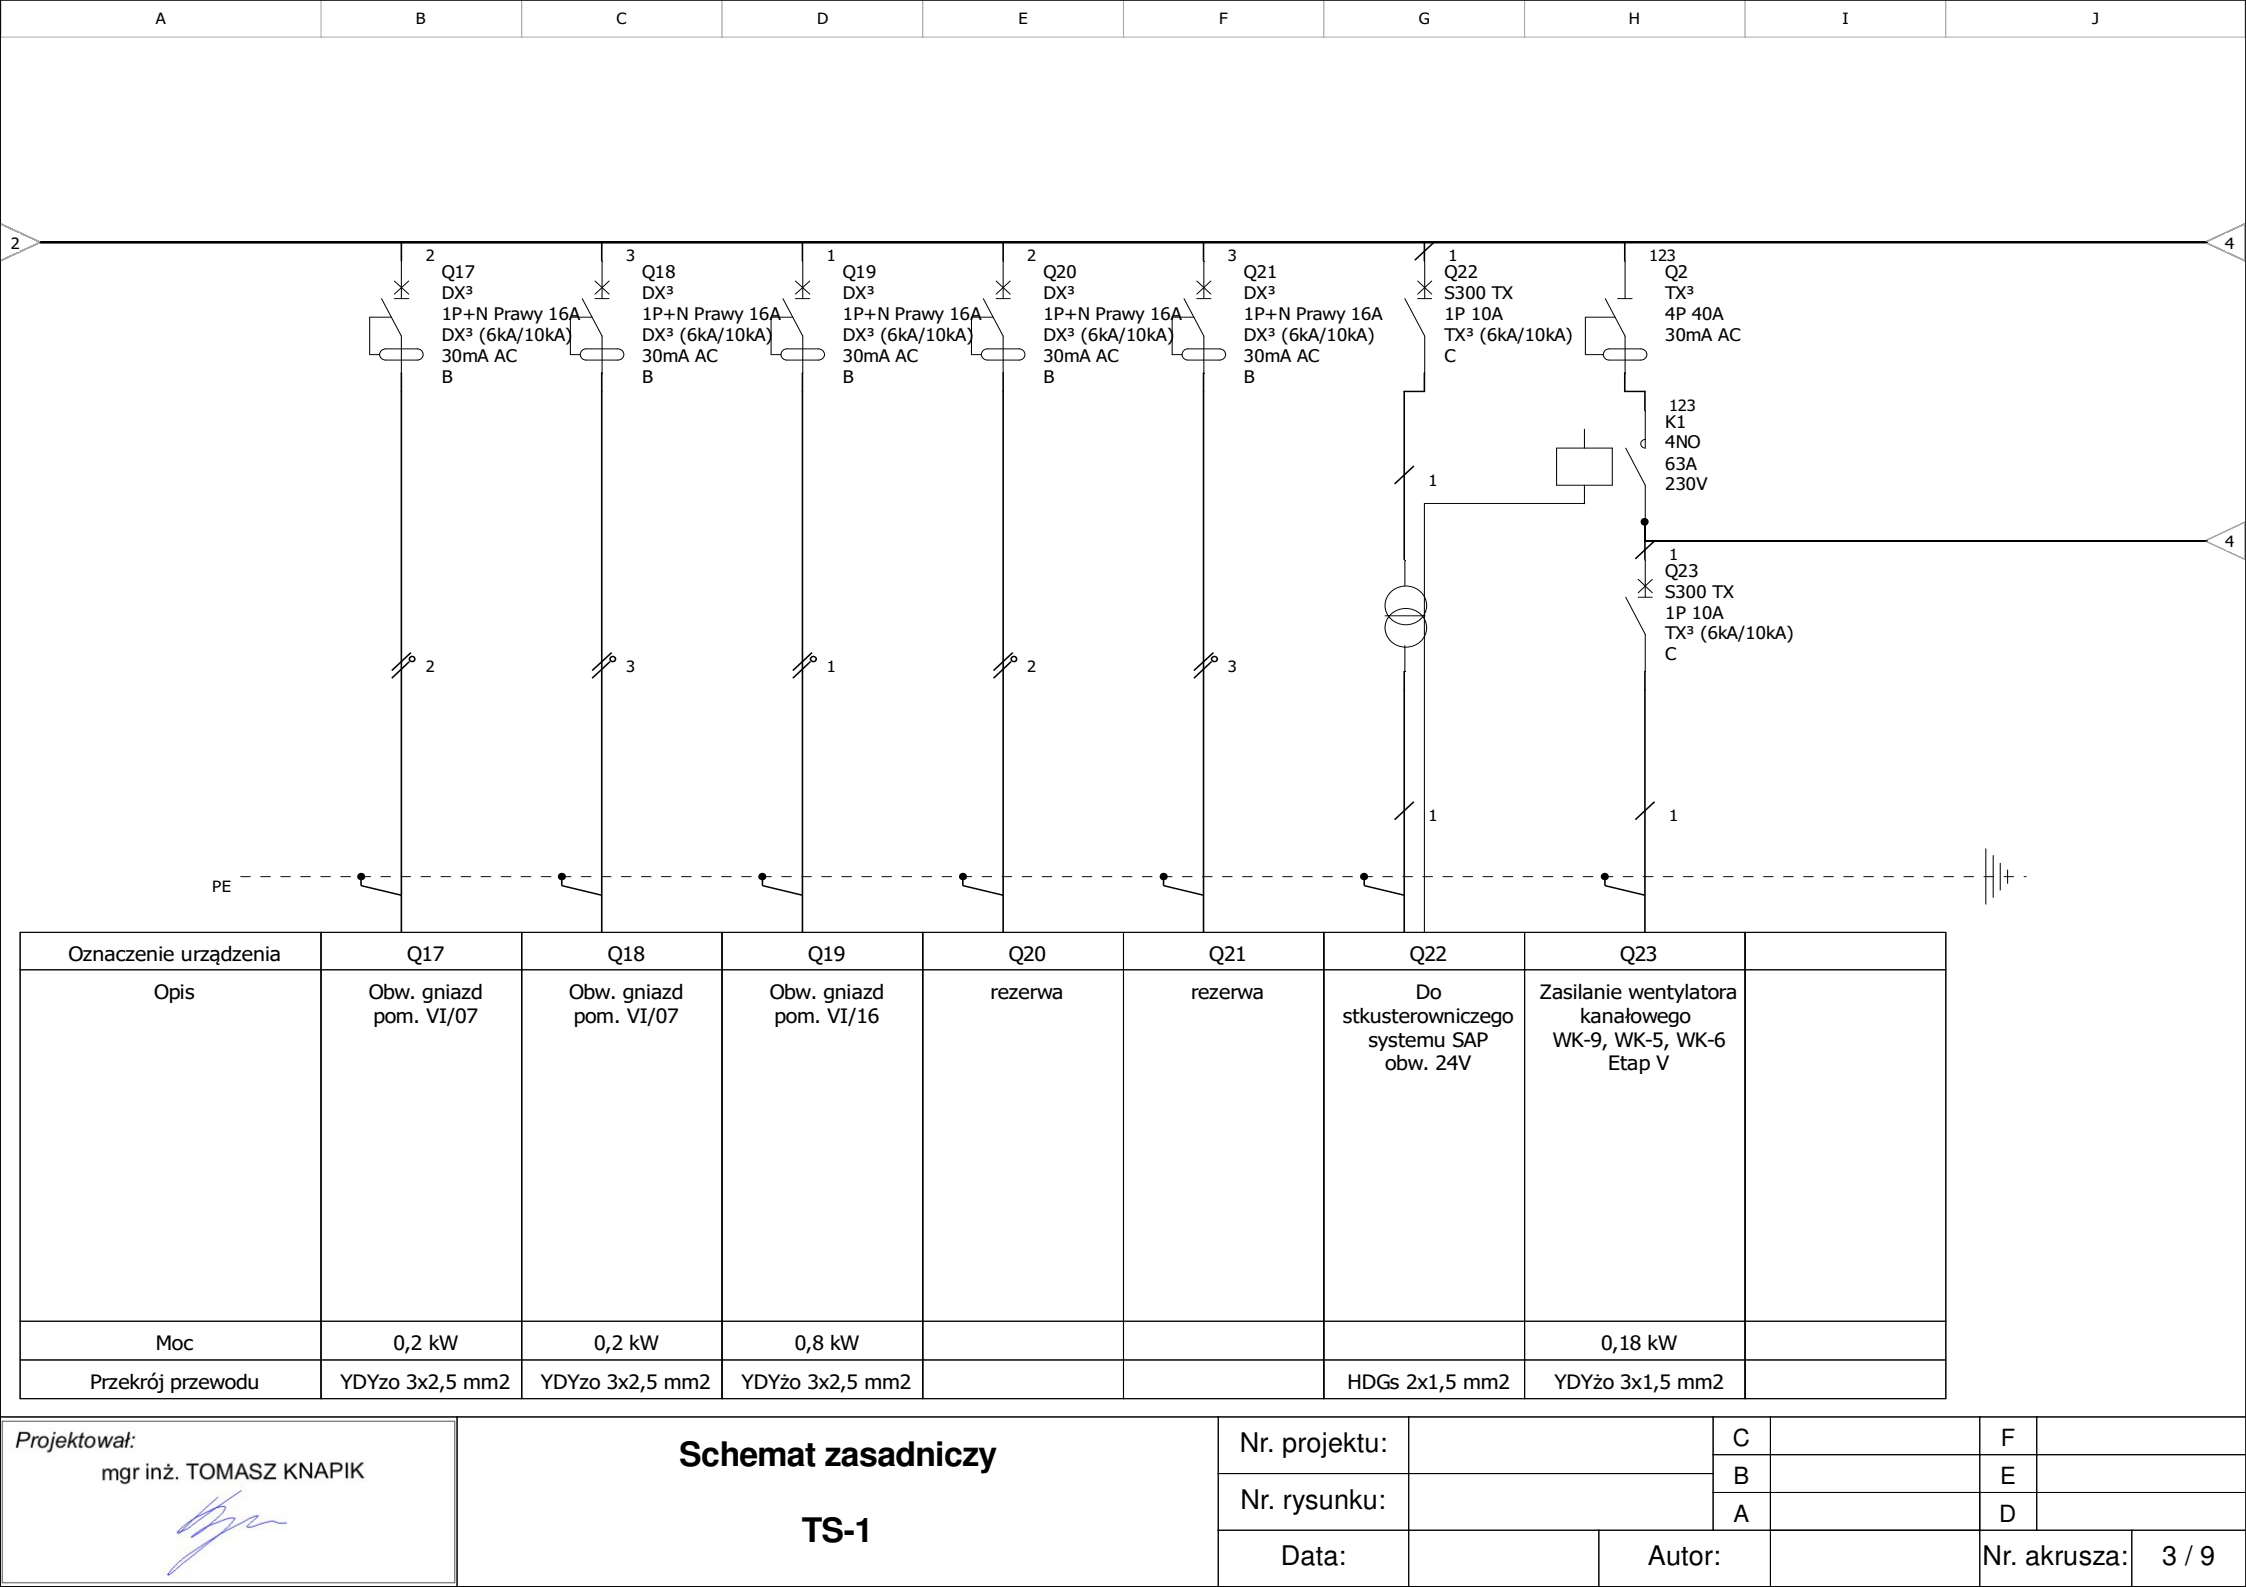 A B C D E F G H I J
2
4
2
Q17
DX³
1P+N Prawy 16A
DX³ (6kA/10kA)
30mA AC
B
3
Q18
DX³
1P+N Prawy 16A
DX³ (6kA/10kA)
30mA AC
B
1
Q19
DX³
1P+N Prawy 16A
DX³ (6kA/10kA)
30mA AC
B
2
Q20
DX³
1P+N Prawy 16A
DX³ (6kA/10kA)
30mA AC
B
3
Q21
DX³
1P+N Prawy 16A
DX³ (6kA/10kA)
30mA AC
B
1
Q22
S300 TX
1P 10A
TX³ (6kA/10kA)
C
123
Q2
TX³
4P 40A
30mA AC
123
K1
4NO
63A
230V
1
4
1
Q23
S300 TX
1P 10A
TX³ (6kA/10kA)
C
2 3 1 2 3
1 1
PE
Oznaczenie urządzenia Q17 Q18 Q19 Q20 Q21 Q22 Q23
Opis
Obw. gniazd
pom. VI/07
Obw. gniazd
pom. VI/07
Obw. gniazd
pom. VI/16
rezerwa
rezerwa
Do
stkusterowniczego
systemu SAP
obw. 24V
Zasilanie wentylatora
kanałowego
WK-9, WK-5, WK-6
Etap V
Moc 0,2 kW 0,2 kW 0,8 kW 0,18 kW
Przekrój przewodu YDYzo 3x2,5 mm2 YDYzo 3x2,5 mm2 YDYżo 3x2,5 mm2 HDGs 2x1,5 mm2 YDYżo 3x1,5 mm2
Projektował:
mgr inż. TOMASZ KNAPIK
Schemat zasadniczy
TS-1
Nr. projektu:
Nr. rysunku:
Data:
Autor:
C F
B E
A D
Nr. akrusza: 3 / 9